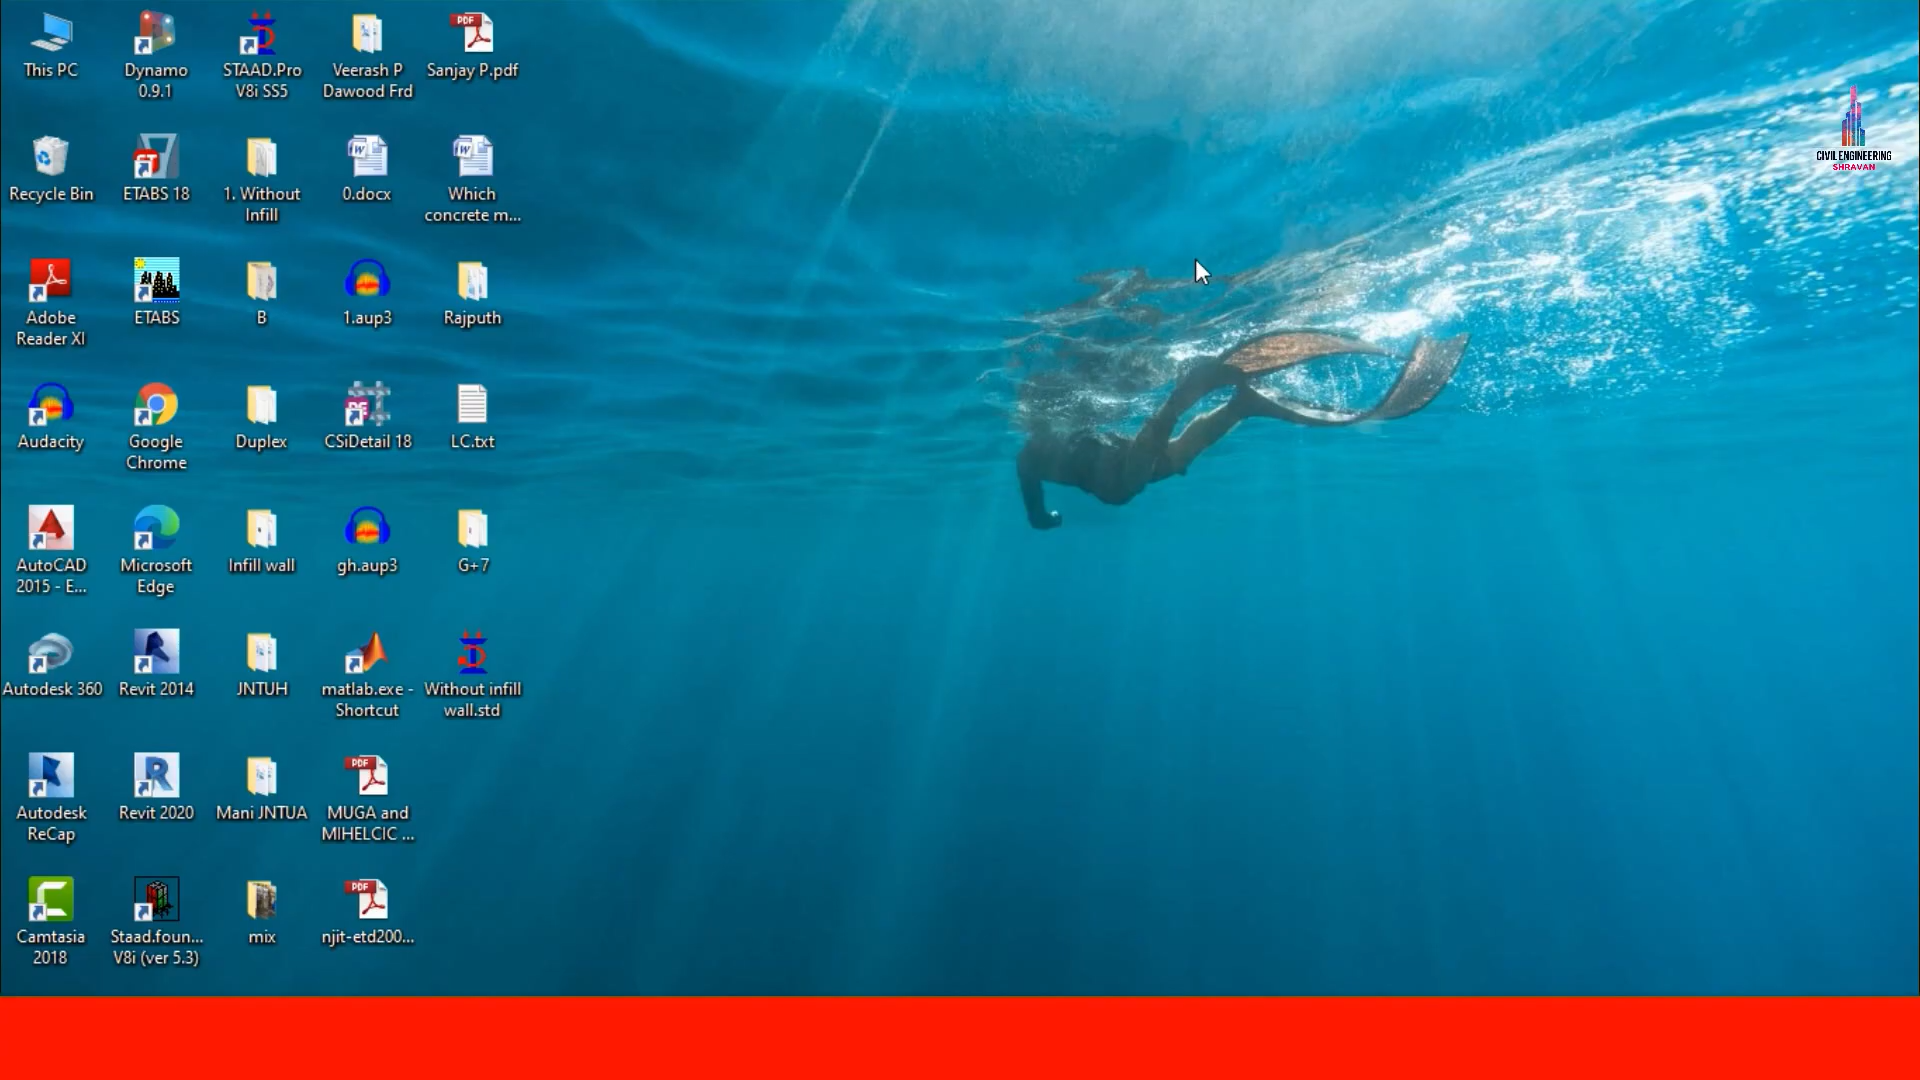 This PC
Dynamo
0.9.1
STAAD.Pro
V8i SS5
Veerash P
Dawood Frd
PDF
Sanjay P.pdf
Recycle Bin
ETABS 18
1. Without
Infill
0.docx
Which
concrete m...
Adobe
Reader XI
ETABS
B
1.aup3
Rajputh
Audacity
Google
Chrome
Duplex
CSiDetail 18
LC.txt
AutoCAD
2015 - E...
Microsoft
Edge
Infill wall
gh.aup3
G+7
Autodesk 360
Revit 2014
JNTUH
matlab.exe -
Shortcut
Without infill
wall.std
Autodesk
ReCap
Revit 2020
Mani JNTUA
PDF
MUGA and
MIHELCIC ...
Camtasia
2018
Staad.foun...
V8i (ver 5.3)
mix
PDF
njit-etd200...
CIVIL ENGINEERING
SHRAVAN